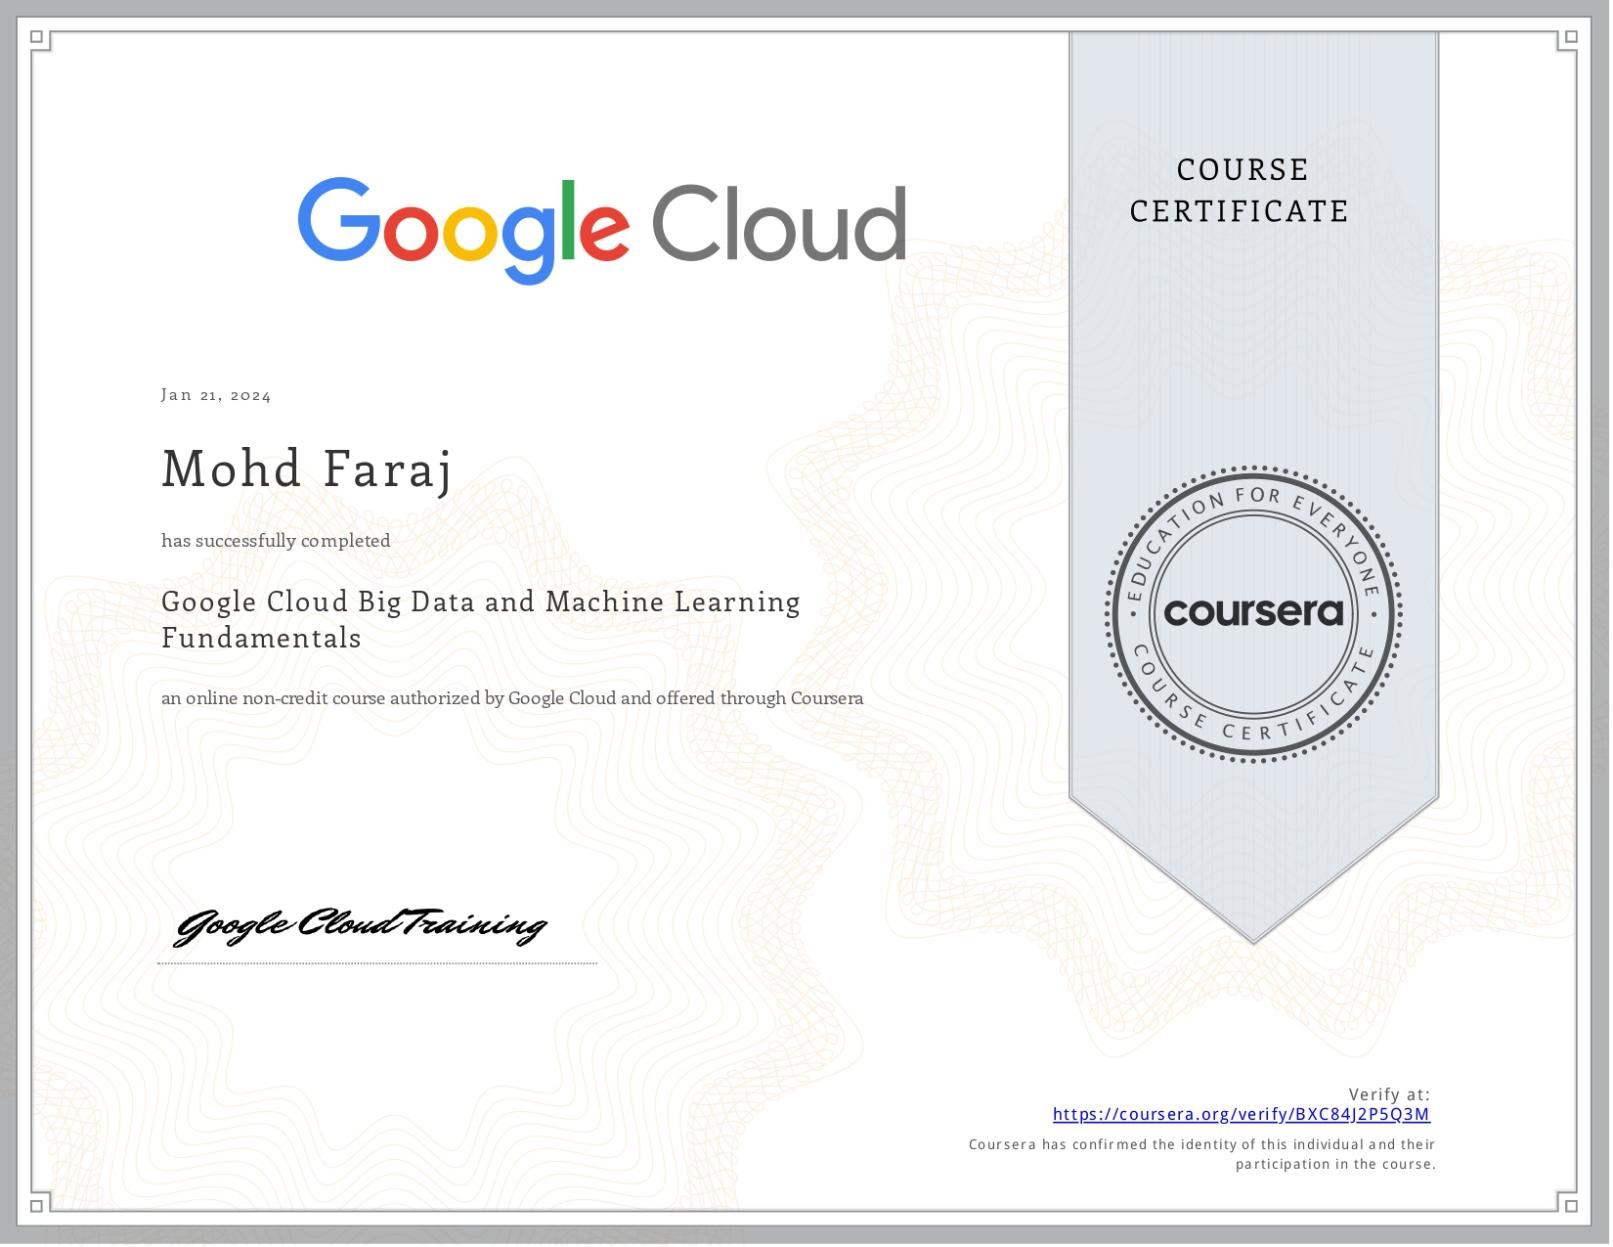 Google Cloud
COURSE
CERTIFICATE
Jan 21, 2024
Mohd Faraj
has successfully completed
Google Cloud Big Data and Machine Learning
Fundamentals
an online non-credit course authorized by Google Cloud and offered through Coursera
EDUCATION FOR EVERYONE
coursera
COURSE CERTIFICATE
Google Cloud Training
Verify at:
https://coursera.org/verify/BXC84J2P5Q3M
Coursera has confirmed the identity of this individual and their
participation in the course.